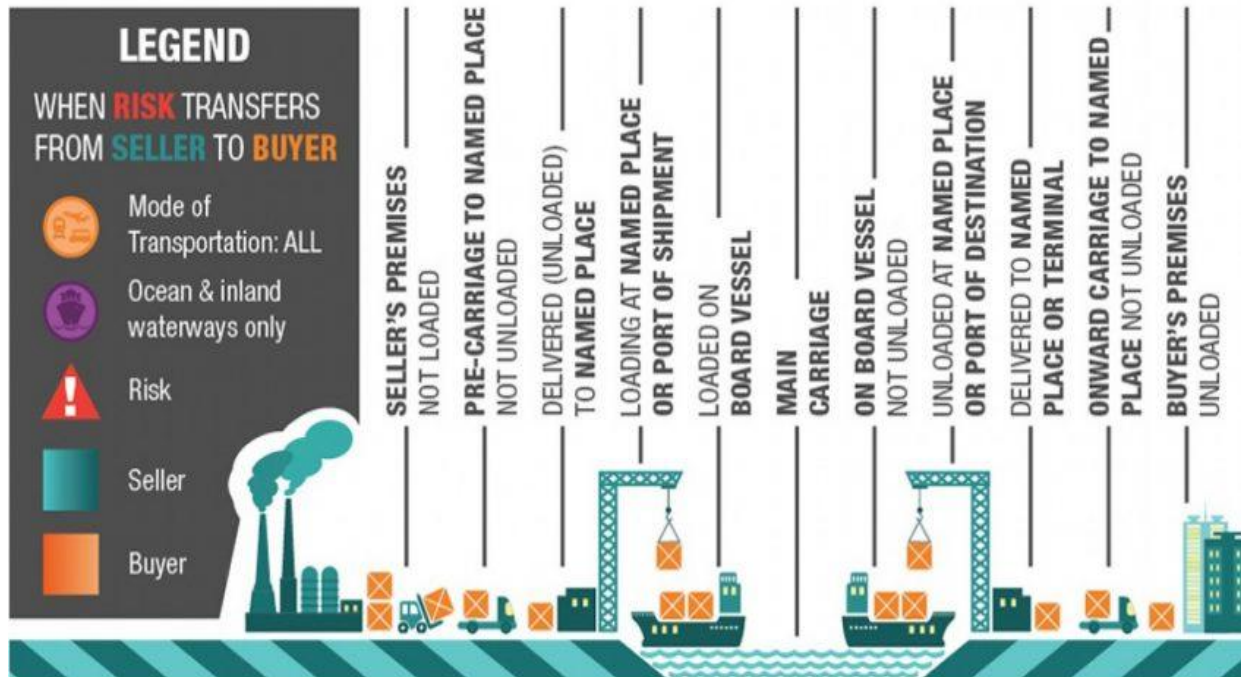 LEGEND
WHEN RISK TRANSFERS
FROM SELLER TO BUYER
Mode of
Transportation: ALL
Ocean & inland
waterways only
Risk
Seller
Buyer
SELLER'S PREMISES
NOT LOADED
PRE-CARRIAGE TO NAMED PLACE
NOT UNLOADED
DELIVERED (UNLOADED)
TO NAMED PLACE
LOADING AT NAMED PLACE
OR PORT OF SHIPMENT
LOADED ON
BOARD VESSEL
MAIN
CARRIAGE
ON BOARD VESSEL
NOT UNLOADED
UNLOADED AT NAMED PLACE
OR PORT OF DESTINATION
DELIVERED TO NAMED
PLACE OR TERMINAL
ONWARD CARRIAGE TO NAMED
PLACE NOT UNLOADED
BUYER'S PREMISES
UNLOADED